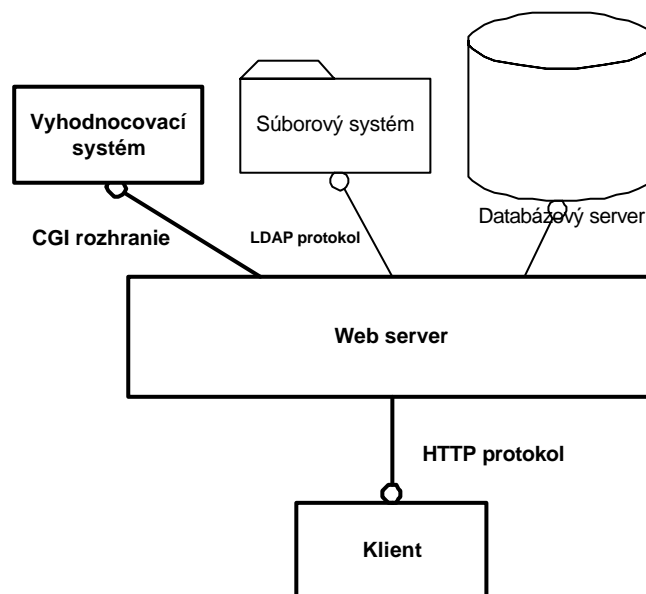 Vyhodnocovací
systém
Súborový systém
Databázový server
CGI rozhranie
LDAP protokol
Web server
HTTP protokol
Klient